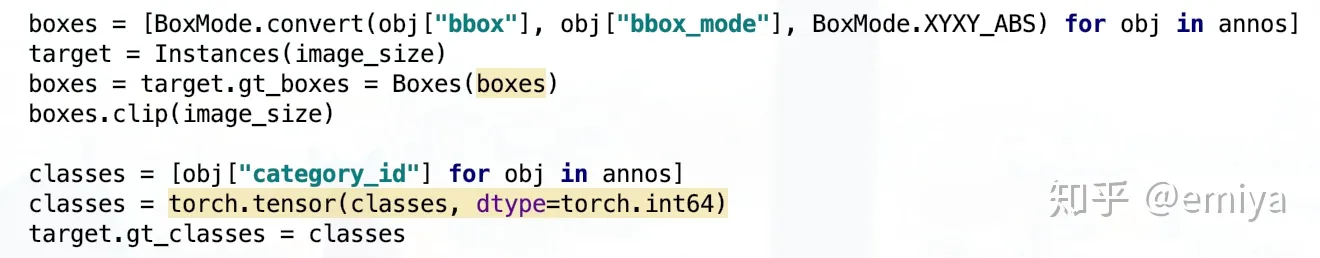 boxes = [BoxMode.convert(obj["bbox"], obj["bbox_mode"], BoxMode.XYXY_ABS) for obj in annos]
target = Instances(image_size)
boxes = target.gt_boxes = Boxes(boxes)
boxes.clip(image_size)

classes = [obj["category_id"] for obj in annos]
classes = torch.tensor(classes, dtype=torch.int64)
target.gt_classes = classes
知乎 @emiya